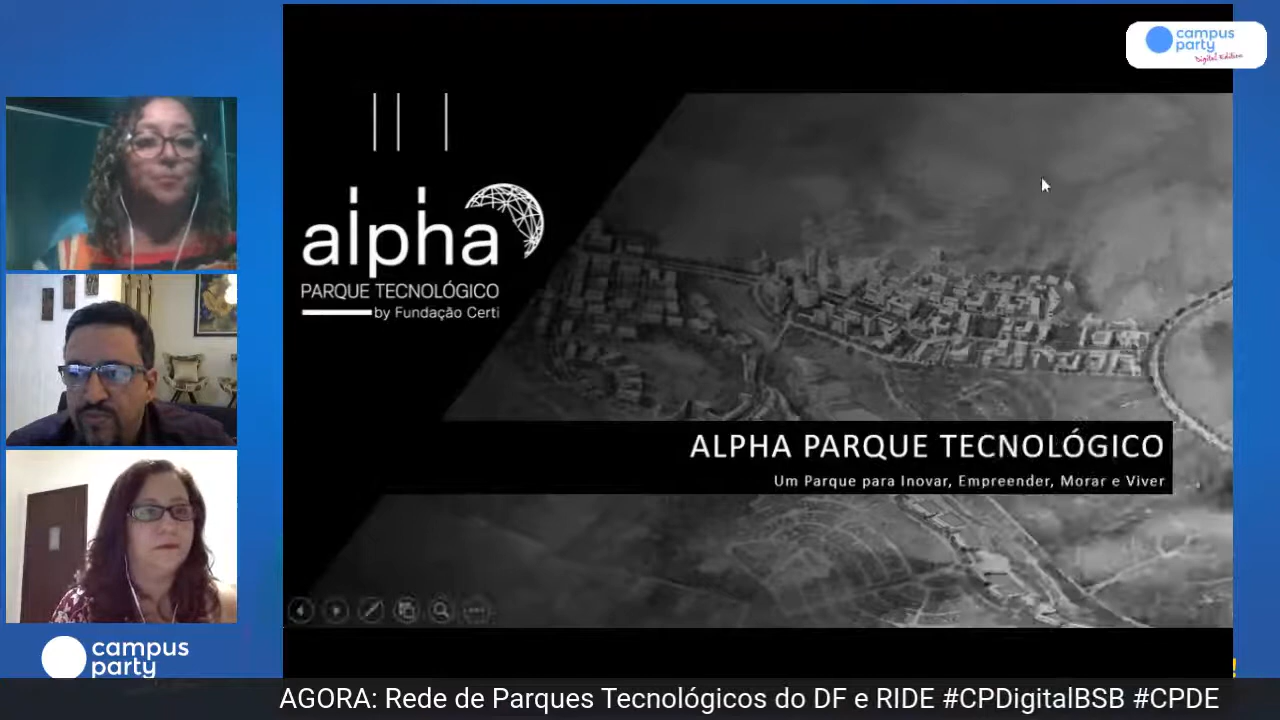 campus
party
Digital Edition
alpha
PARQUE TECNOLÓGICO
by Fundação Certi
ALPHA PARQUE TECNOLÓGICO
Um Parque para Inovar, Empreender, Morar e Viver
campus
party
AGORA: Rede de Parques Tecnológicos do DF e RIDE #CPDigitalBSB #CPDE